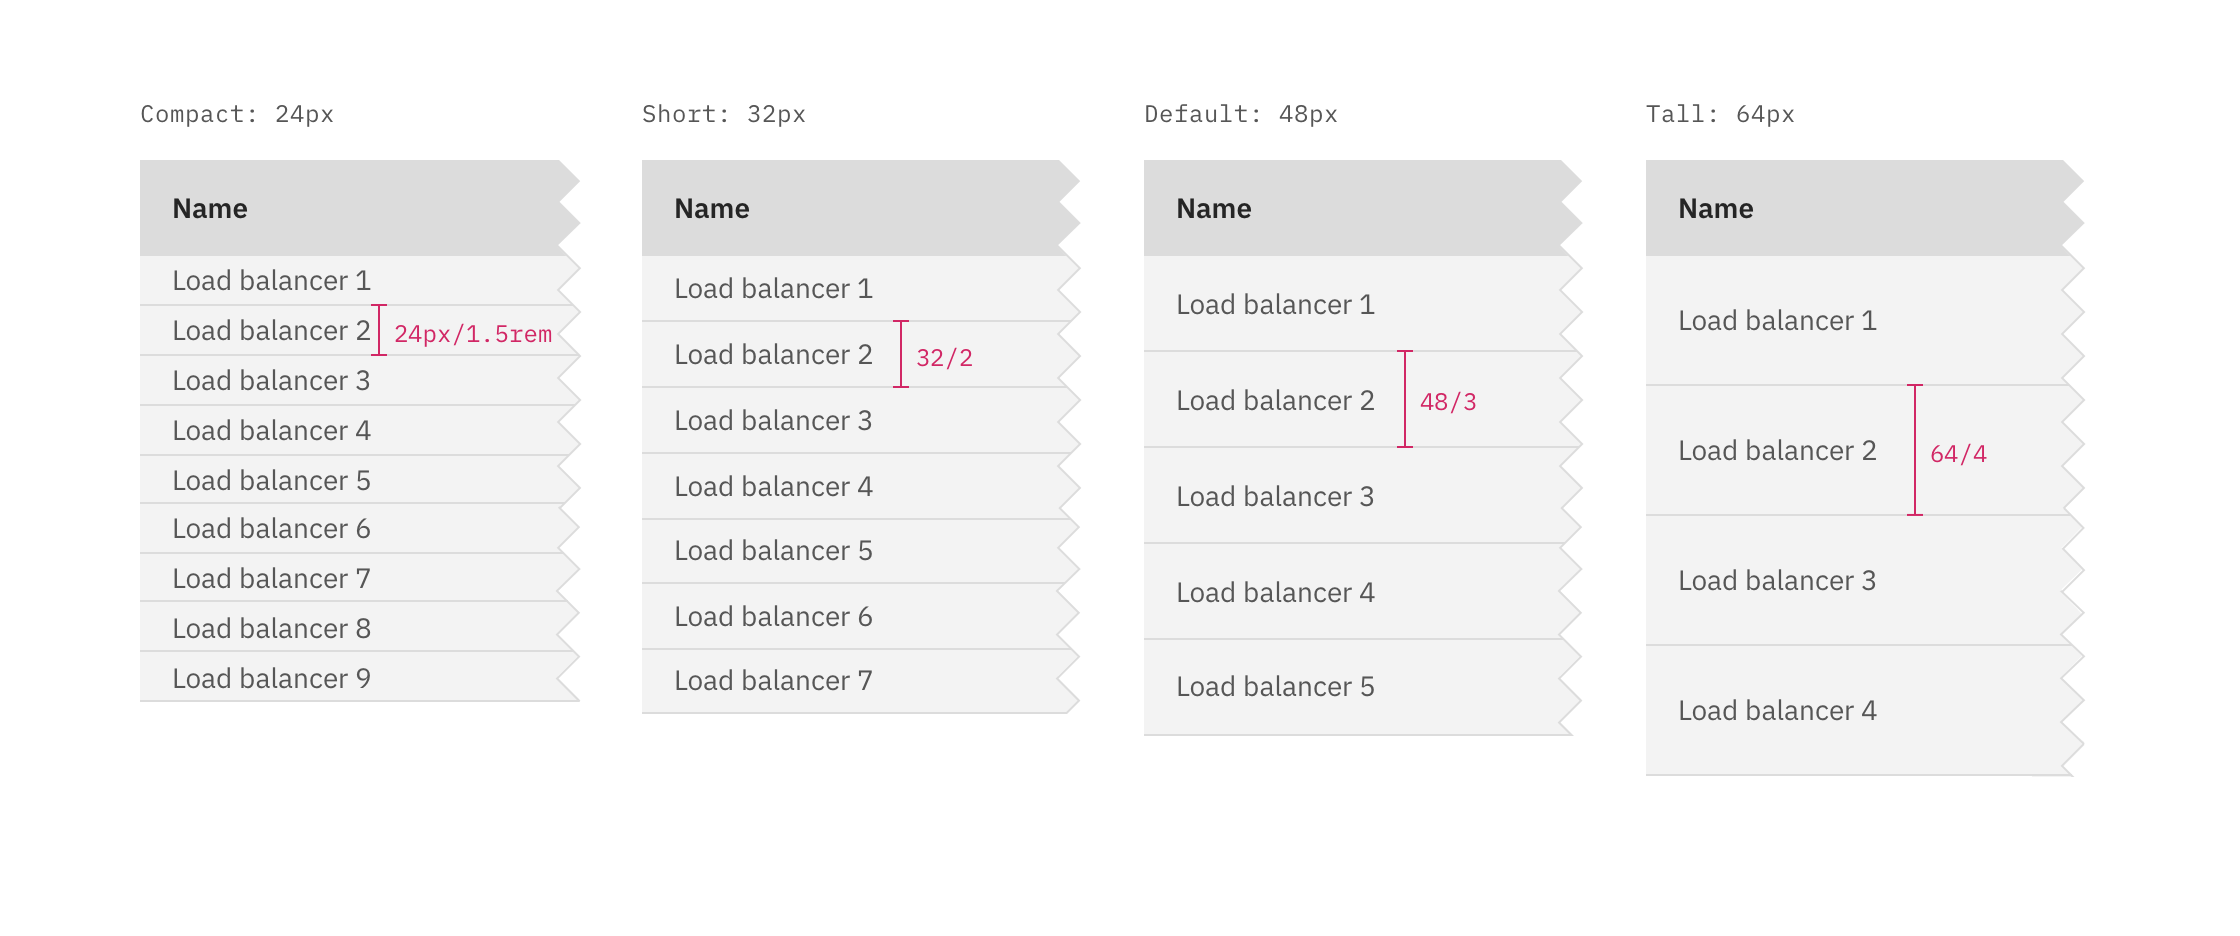 Compact: 24px
Name
Load balancer 1
Load balancer 2
24px/1.5rem
Load balancer 3
Load balancer 4
Load balancer 5
Load balancer 6
Load balancer 7
Load balancer 8
Load balancer 9
Short: 32px
Name
Load balancer 1
Load balancer 2
32/2
Load balancer 3
Load balancer 4
Load balancer 5
Load balancer 6
Load balancer 7
Default: 48px
Name
Load balancer 1
Load balancer 2
48/3
Load balancer 3
Load balancer 4
Load balancer 5
Tall: 64px
Name
Load balancer 1
Load balancer 2
64/4
Load balancer 3
Load balancer 4